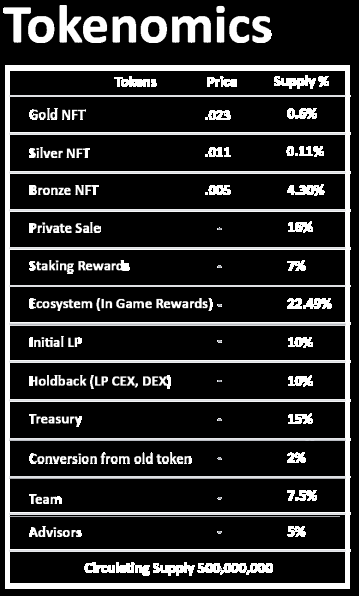 Tokenomics
Tokens Price Supply %
Gold NFT .023 0.6%
Silver NFT .011 0.11%
Bronze NFT .005 4.30%
Private Sale - 16%
Staking Rewards - 7%
Ecosystem (In Game Rewards) - 22.49%
Initial LP - 10%
Holdback (LP CEX, DEX) - 10%
Treasury - 15%
Conversion from old token - 2%
Team - 7.5%
Advisors - 5%
Circulating Supply 500,000,000